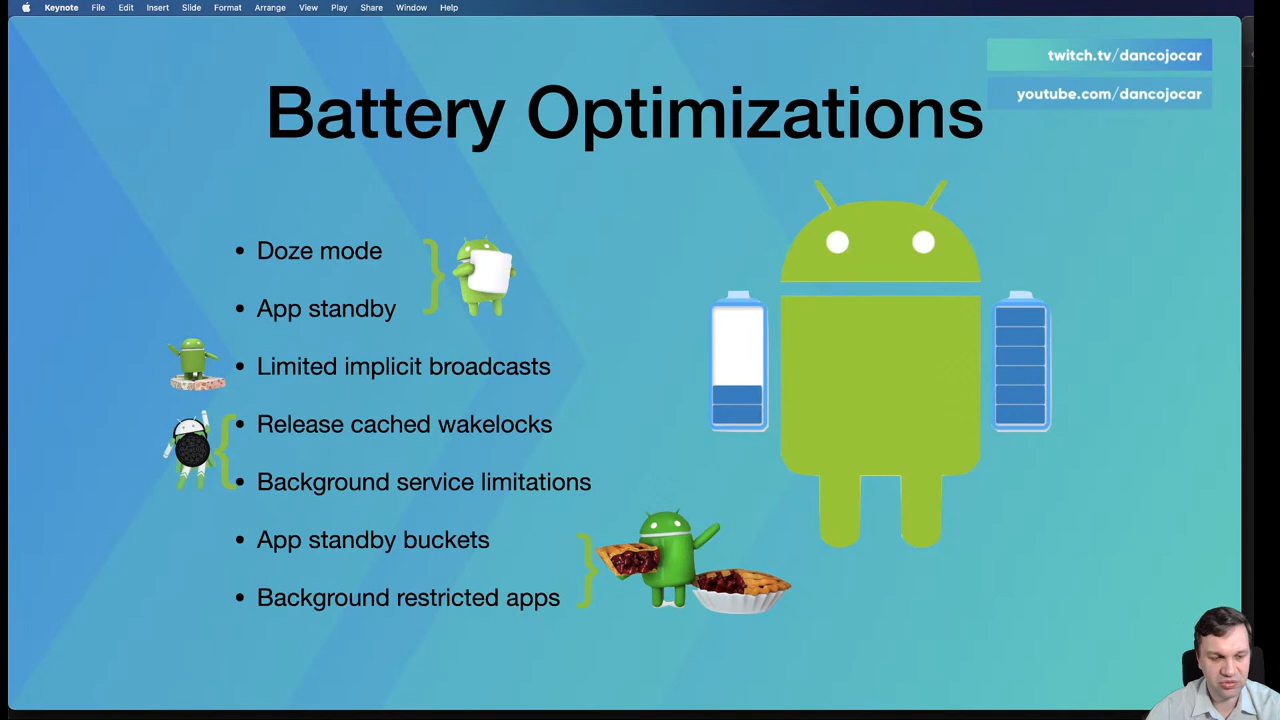 Keynote File Edit Insert Slide Format Arrange View Play Share Window Help
twitch.tv/dancojocar
youtube.com/dancojocar
Battery Optimizations
• Doze mode
• App standby
• Limited implicit broadcasts
• Release cached wakelocks
• Background service limitations
• App standby buckets
• Background restricted apps